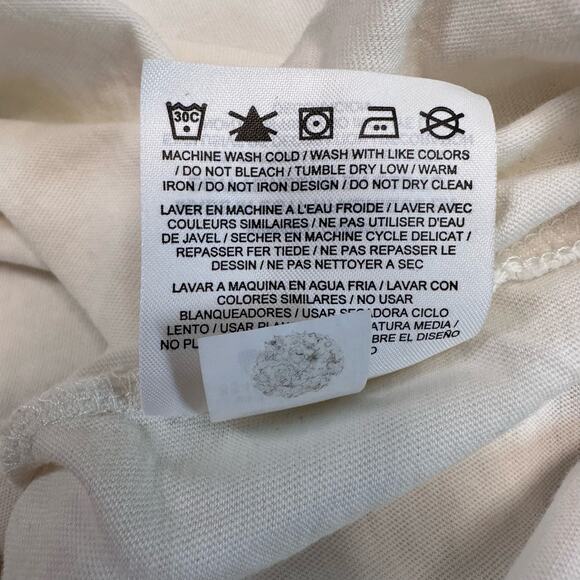 30C
MACHINE WASH COLD / WASH WITH LIKE COLORS
/ DO NOT BLEACH / TUMBLE DRY LOW / WARM
IRON / DO NOT IRON DESIGN / DO NOT DRY CLEAN
LAVER EN MACHINE A L'EAU FROIDE / LAVER AVEC
COULEURS SIMILAIRES / NE PAS UTILISER D'EAU
DE JAVEL / SECHER EN MACHINE CYCLE DELICAT /
REPASSER FER TIEDE / NE PAS REPASSER LE
DESSIN / NE PAS NETTOYER A SEC
LAVAR A MAQUINA EN AGUA FRIA / LAVAR CON
COLORES SIMILARES / NO USAR
BLANQUEADORES / USAR SECADORA CICLO
LENTO / USAR MEDIA /
NO EL DISEÑO